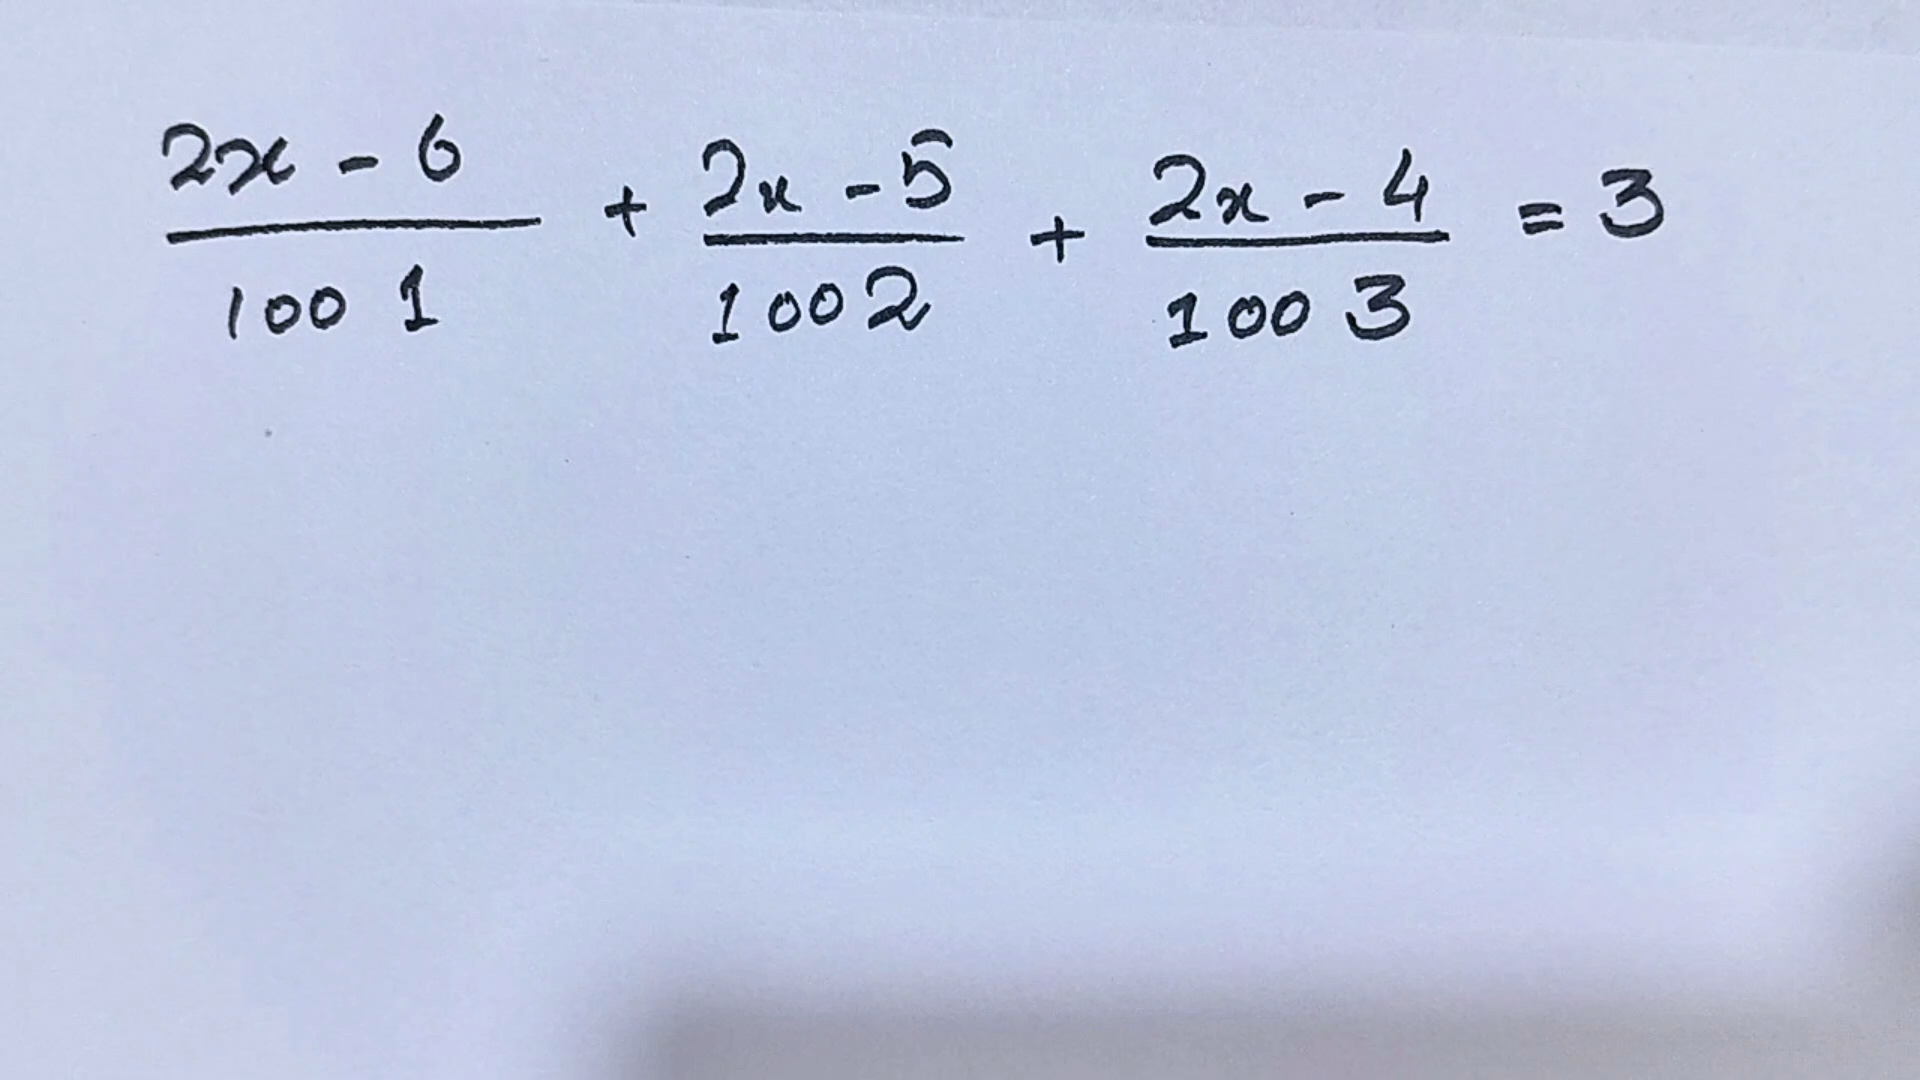 2x - 6 / 1001 + 2x - 5 / 1002 + 2x - 4 / 1003 = 3